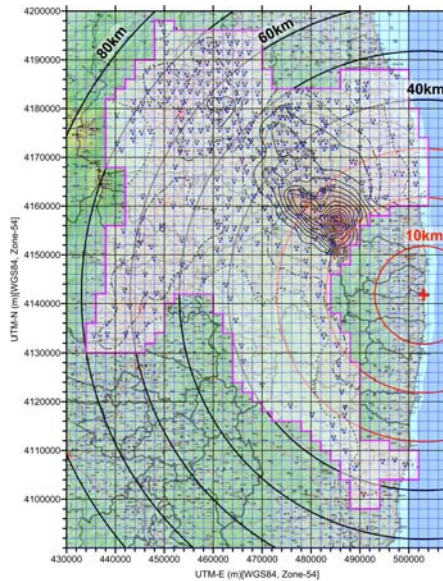 4200000
4190000
4180000
4170000
4160000
4150000
4140000
4130000
4120000
4110000
4100000
80km
60km
40km
10km
UTM-N (m)[WGS84, Zone-54]
430000 440000 450000 460000 470000 480000 490000 500000
UTM-E (m)[WGS84, Zone-54]